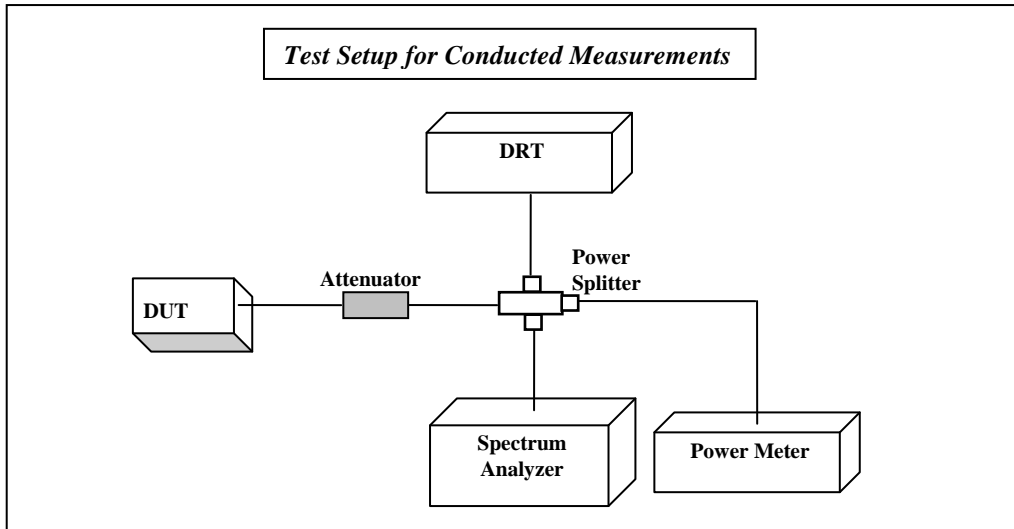 Test Setup for Conducted Measurements
DRT
Power
Splitter
Attenuator
DUT
Spectrum
Analyzer
Power Meter